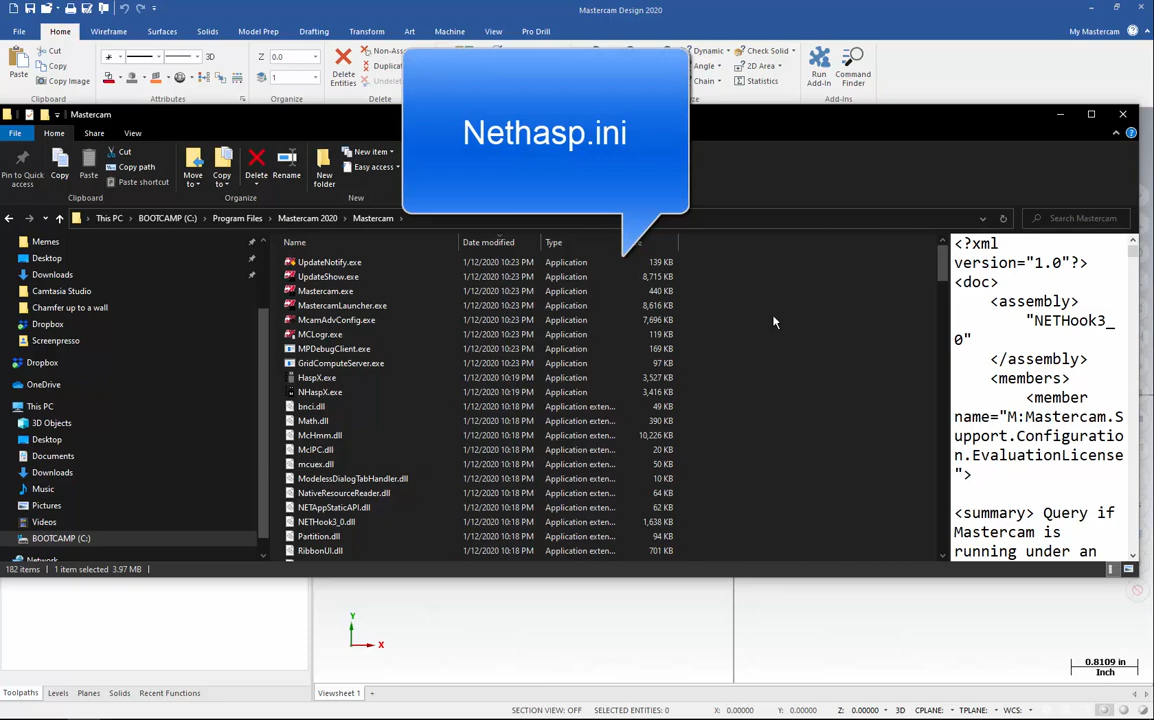 Mastercam Design 2020
File Home Wireframe Surfaces Solids Model Prep Drafting Transform Art Machine View Pro Drill My Mastercam
Paste
Cut
Copy
Copy Image
Clipboard
3D
Attributes
Z 0.0
1
Organize
Delete Entities
Non-Ass
Duplicat
Undelet
Delete
Dynamic
Angle
Chain
Check Solid
2D Area
Statistics
Run Add-In
Command Finder
Add-Ins
Nethasp.ini
Mastercam
File Home Share View
Pin to Quick access
Copy
Paste
Cut
Copy path
Paste shortcut
Clipboard
Move to
Copy to
Delete
Rename
Organize
New folder
New item
Easy access
New
This PC BOOTCAMP (C:) Program Files Mastercam 2020 Mastercam
Search Mastercam
Memes
Desktop
Downloads
Camtasia Studio
Chamfer up to a wall
Dropbox
Screenpresso
Dropbox
OneDrive
This PC
3D Objects
Desktop
Documents
Downloads
Music
Pictures
Videos
BOOTCAMP (C:)
Network
Name Date modified Type
UpdateNotify.exe 1/12/2020 10:23 PM Application 139 KB
UpdateShow.exe 1/12/2020 10:23 PM Application 8,715 KB
Mastercam.exe 1/12/2020 10:23 PM Application 440 KB
MastercamLauncher.exe 1/12/2020 10:23 PM Application 8,616 KB
McamAdvConfig.exe 1/12/2020 10:23 PM Application 7,696 KB
MCLogr.exe 1/12/2020 10:23 PM Application 119 KB
MPDebugClient.exe 1/12/2020 10:23 PM Application 169 KB
GridComputeServer.exe 1/12/2020 10:23 PM Application 97 KB
HaspX.exe 1/12/2020 10:19 PM Application 3,527 KB
NHaspX.exe 1/12/2020 10:19 PM Application 3,416 KB
bnci.dll 1/12/2020 10:18 PM Application exten... 49 KB
Math.dll 1/12/2020 10:18 PM Application exten... 390 KB
McHmm.dll 1/12/2020 10:18 PM Application exten... 10,226 KB
McIPC.dll 1/12/2020 10:18 PM Application exten... 20 KB
mcuex.dll 1/12/2020 10:18 PM Application exten... 50 KB
ModelessDialogTabHandler.dll 1/12/2020 10:18 PM Application exten... 10 KB
NativeResourceReader.dll 1/12/2020 10:18 PM Application exten... 64 KB
NETAppStaticAPI.dll 1/12/2020 10:18 PM Application exten... 62 KB
NETHook3_0.dll 1/12/2020 10:18 PM Application exten... 1,638 KB
Partition.dll 1/12/2020 10:18 PM Application exten... 94 KB
RibbonUI.dll 1/12/2020 10:18 PM Application exten... 701 KB
<?xml
version="1.0"?>
<doc>
<assembly>
"NETHook3_
0"
</assembly>
<members>
<member
name="M:Mastercam.S
upport.Configuratio
n.EvaluationLicense
">
<summary> Query if
Mastercam is
running under an
182 items 1 item selected 3.97 MB
Y
X
0.8109 in
Inch
Toolpaths Levels Planes Solids Recent Functions
Viewsheet 1 +
SECTION VIEW: OFF SELECTED ENTITIES: 0 X: 0.00000 Y: 0.00000 Z: 0.00000 3D CPLANE: TPLANE: WCS: